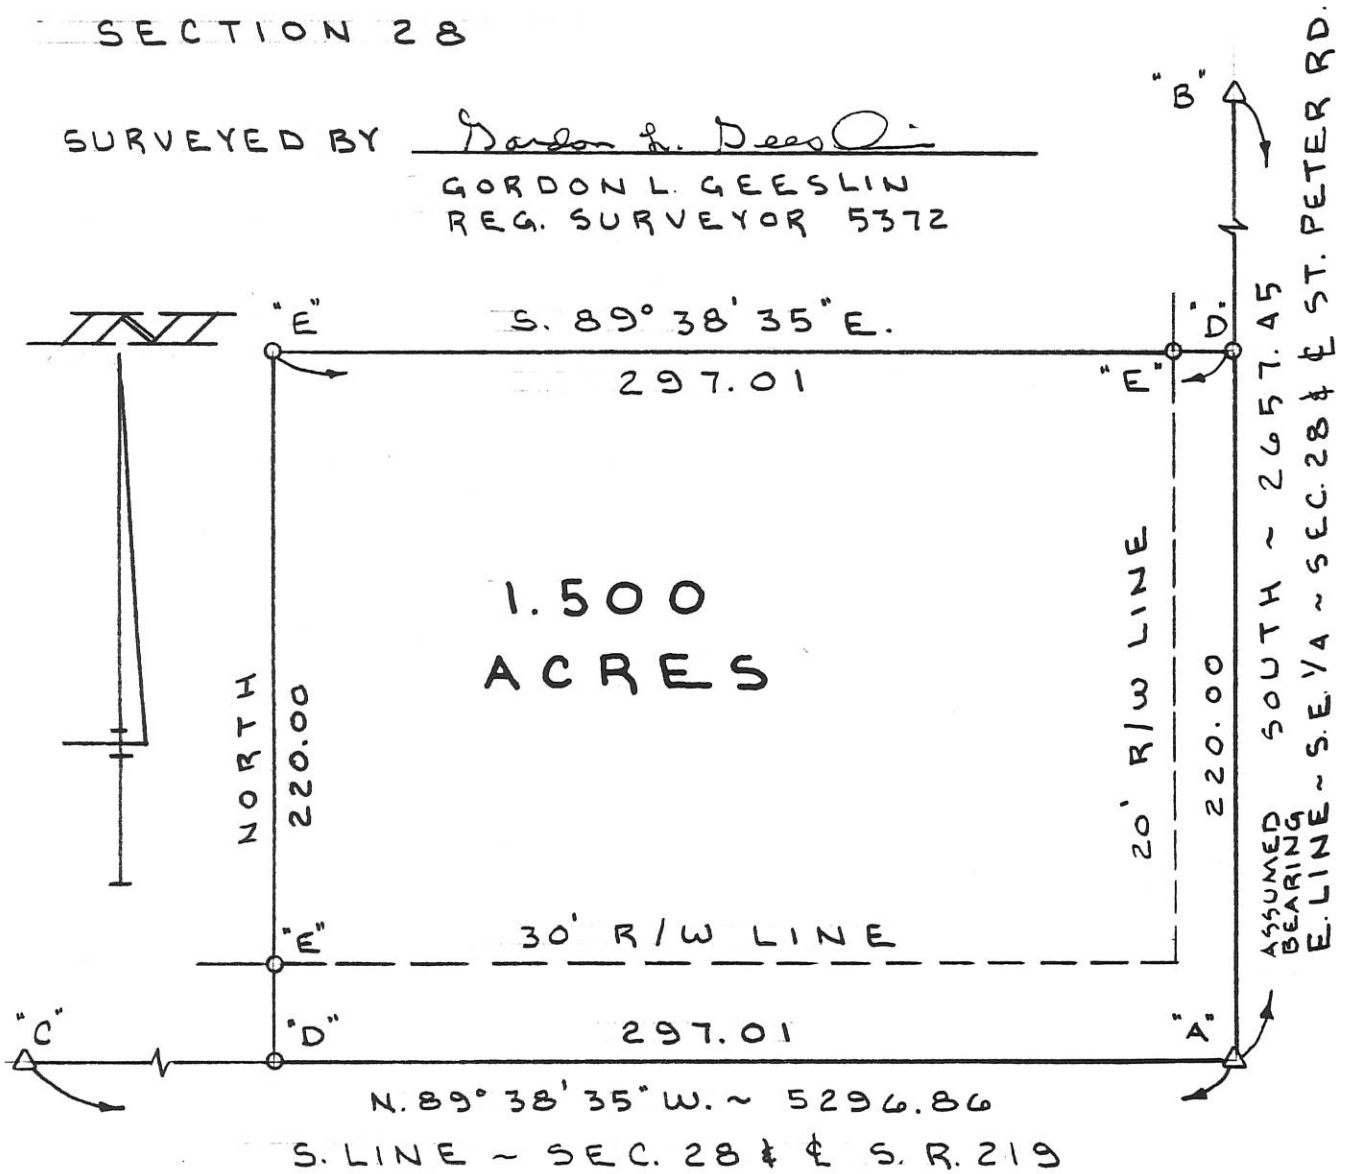 SECTION 28
SURVEYED BY Gordon L. Geeslin
GORDON L. GEESLIN
REG. SURVEYOR 5372
"B"
N
"E"
S. 89° 38' 35" E.
297.01
"E"
"D"
1.500
ACRES
NORTH
220.00
20' R/W LINE
220.00
ASSUMED
BEARING
SOUTH ~ 2657.45
E. LINE ~ S.E. 1/4 ~ SEC. 28 & ℄ ST. PETER RD.
"E"
30' R/W LINE
"C"
"D"
297.01
"A"
N. 89° 38' 35" W. ~ 5296.86
S. LINE ~ SEC. 28 & ℄ S.R. 219